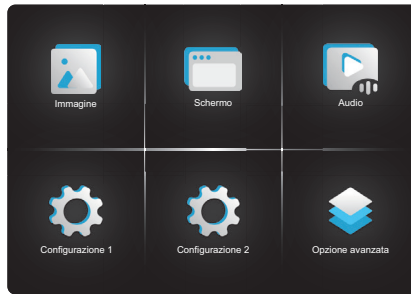 Immagine
Schermo
Audio
Configurazione 1
Configurazione 2
Opzione avanzata